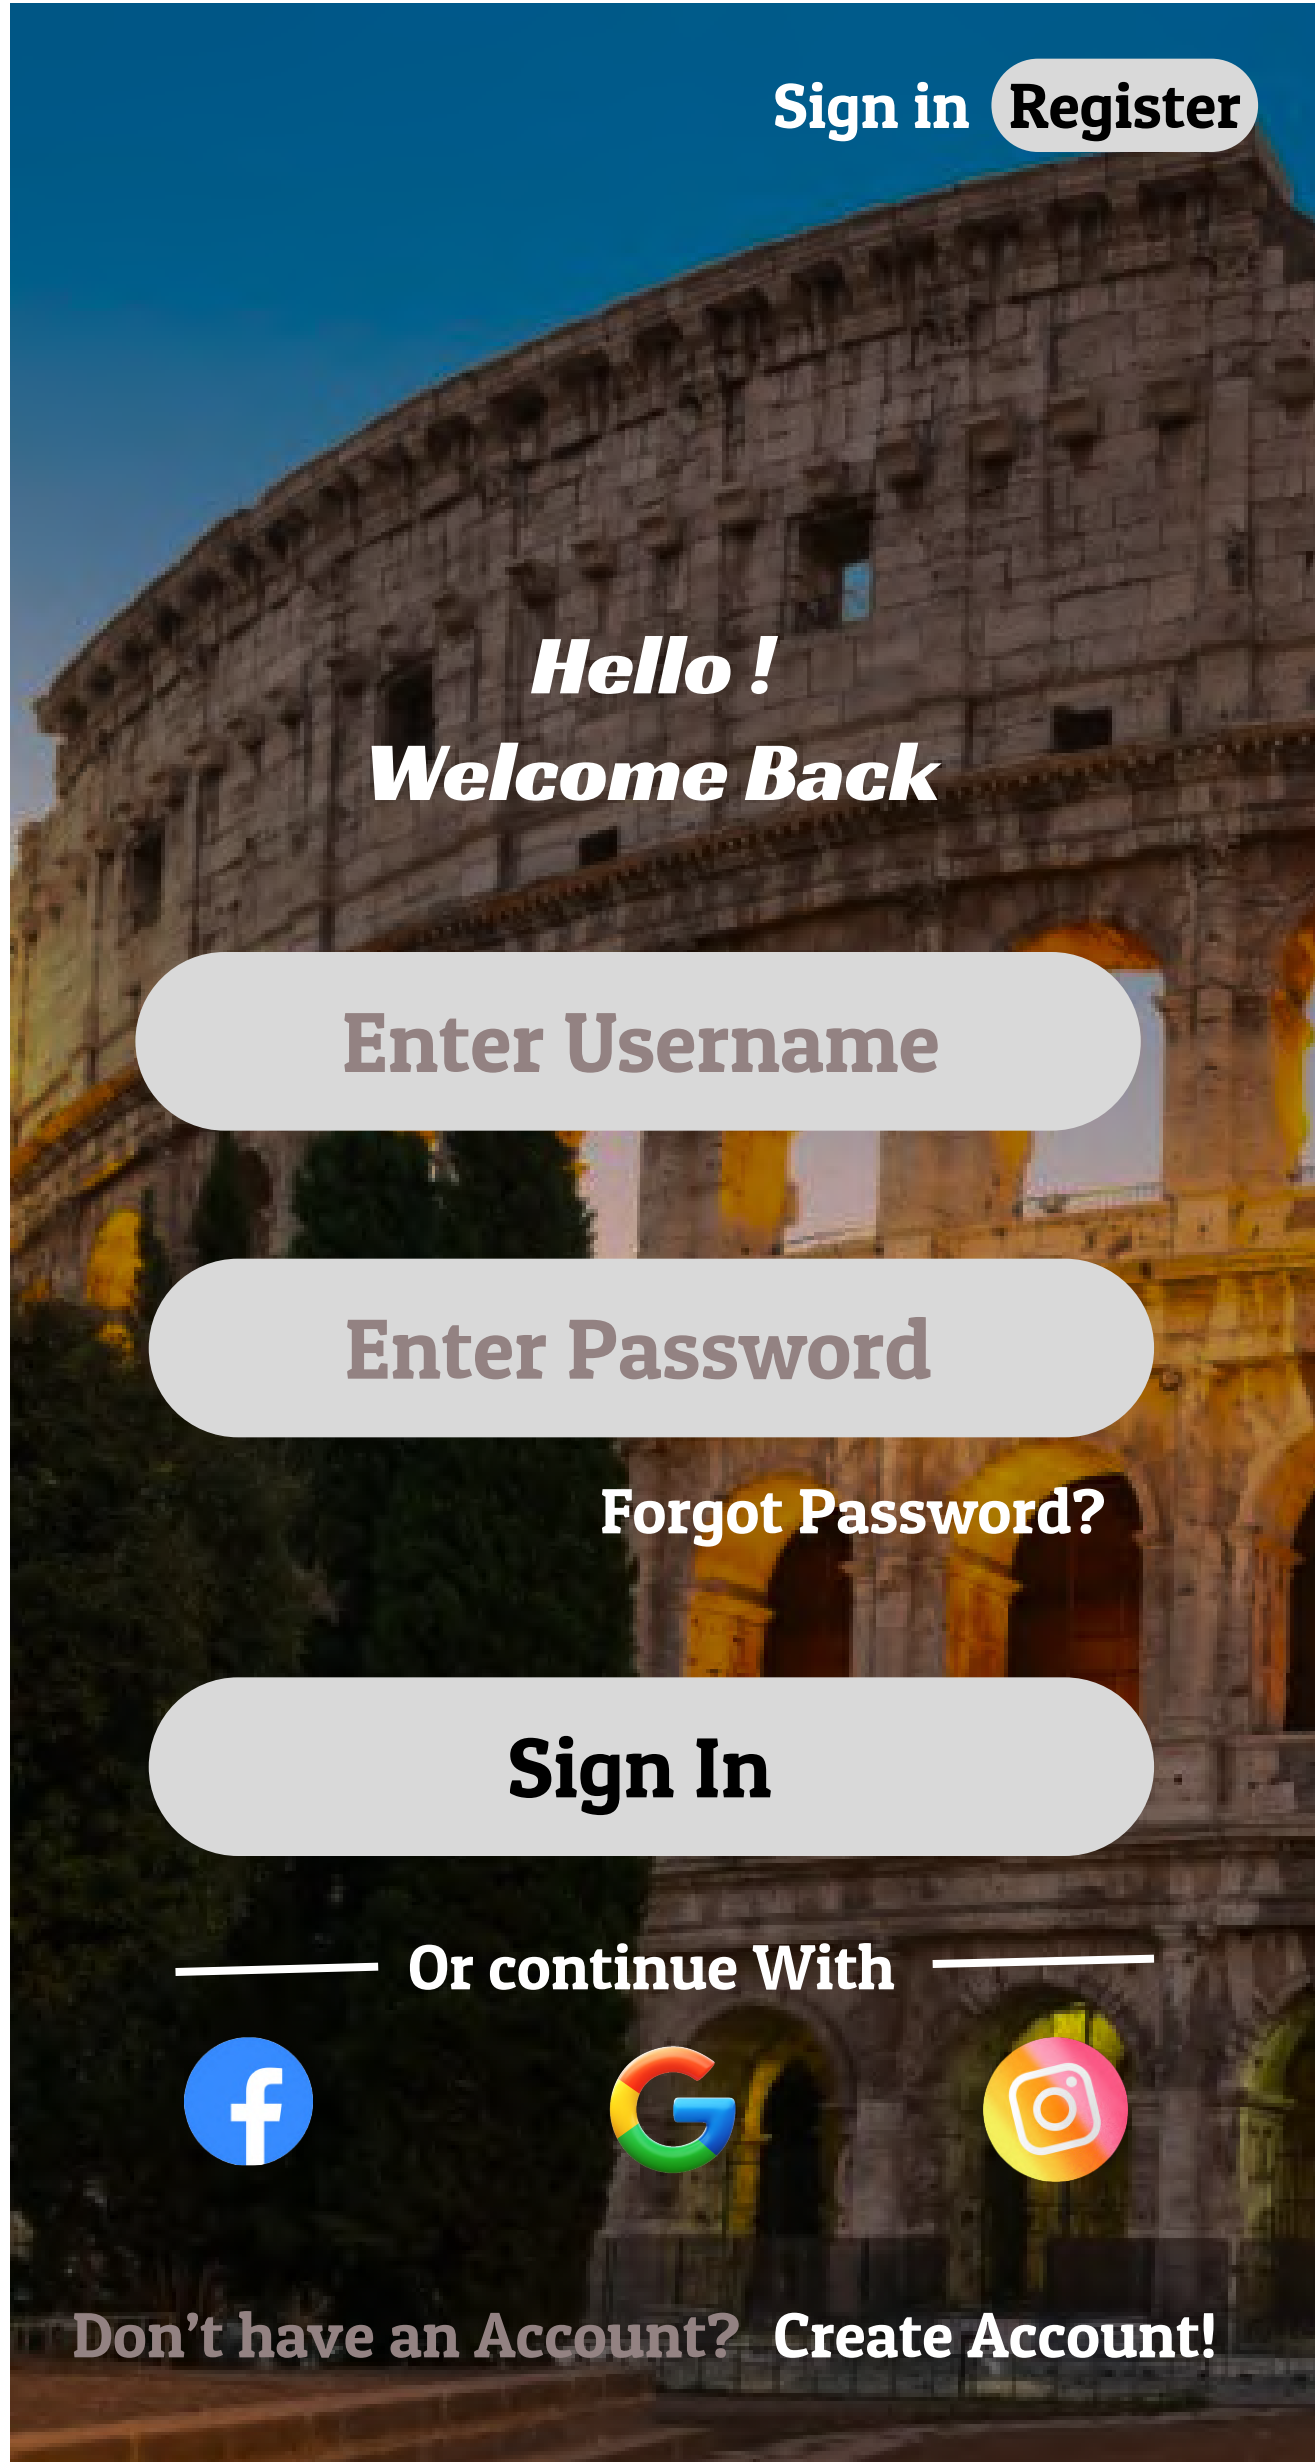 Sign in Register
Hello !
Welcome Back
Enter Username
Enter Password
Forgot Password?
Sign In
Or continue With
Don't have an Account? Create Account!